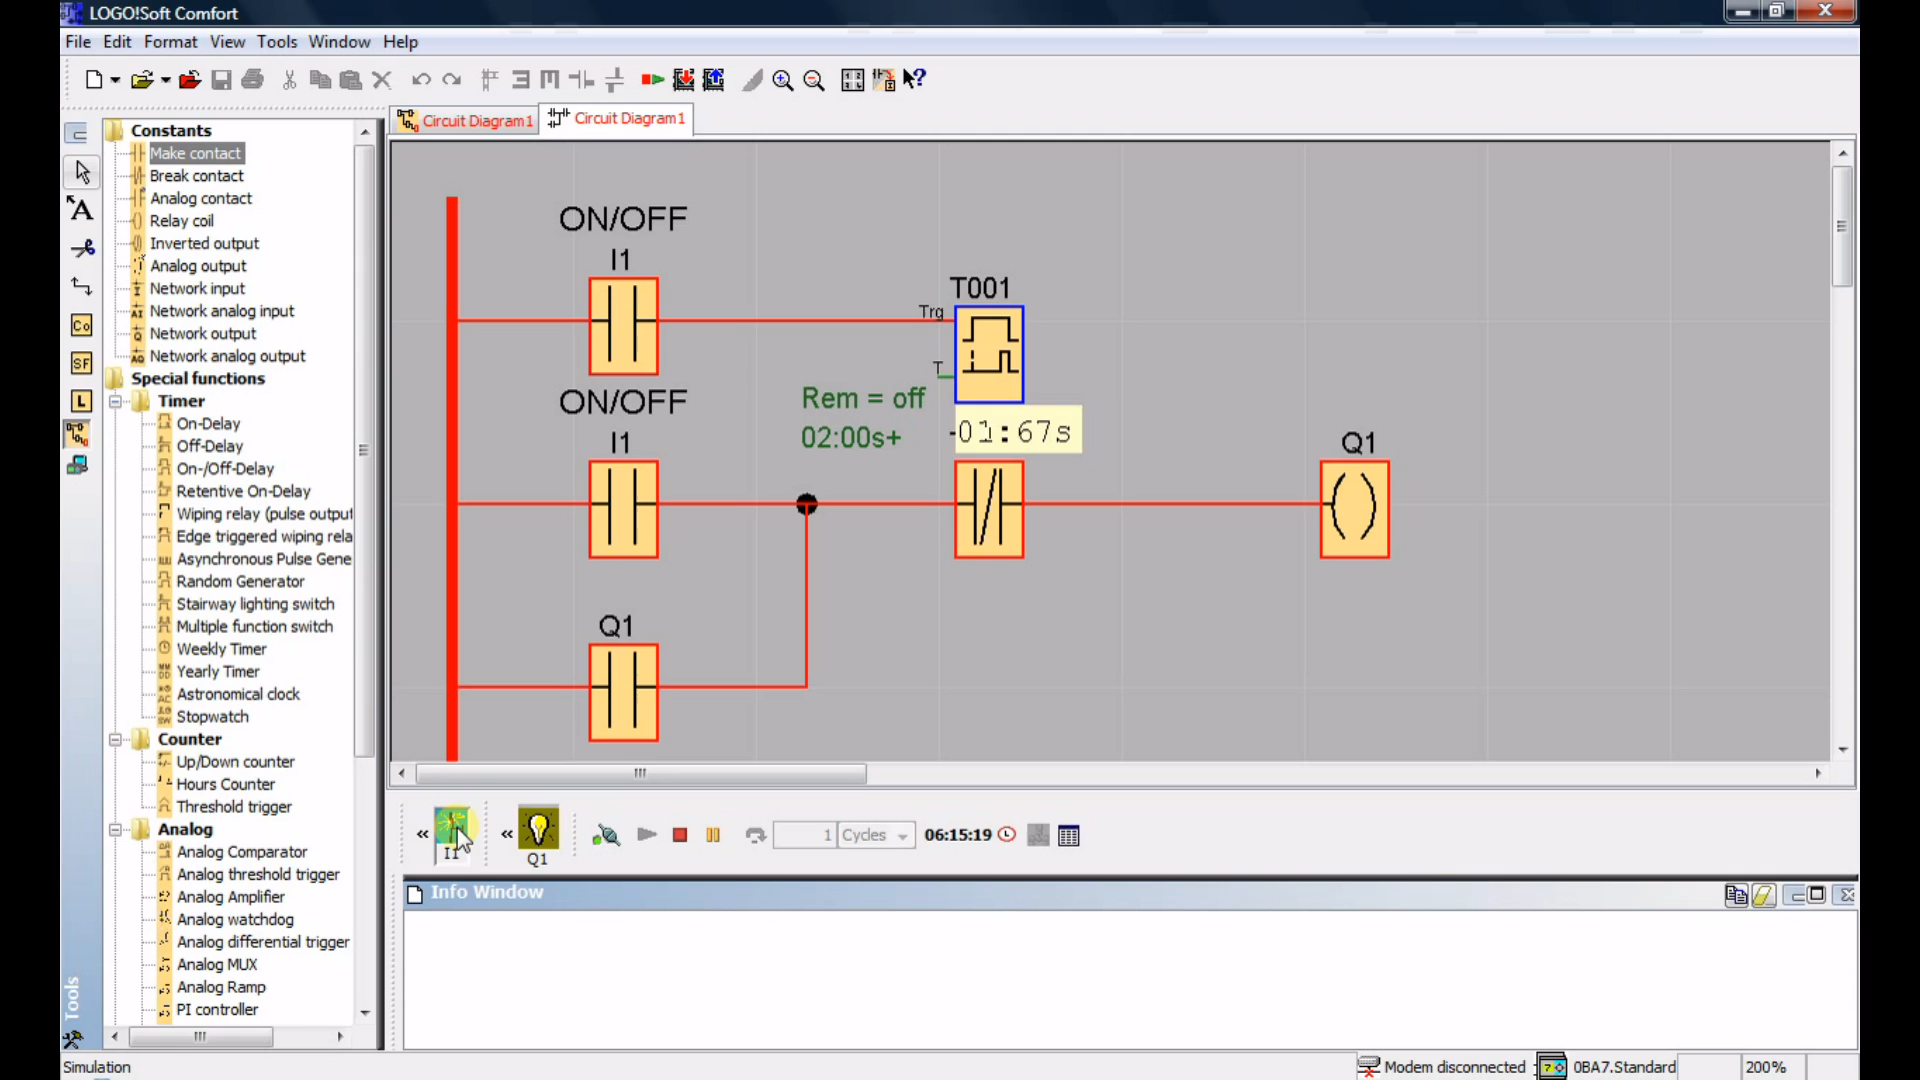 LOGO!Soft Comfort
File Edit Format View Tools Window Help
Circuit Diagram1
Circuit Diagram1
Constants
Make contact
Break contact
Analog contact
Relay coil
Inverted output
Analog output
Network input
Network analog input
Network output
Network analog output
Special functions
Timer
On-Delay
Off-Delay
On-/Off-Delay
Retentive On-Delay
Wiping relay (pulse output
Edge triggered wiping rela
Asynchronous Pulse Gene
Random Generator
Stairway lighting switch
Multiple function switch
Weekly Timer
Yearly Timer
Astronomical clock
Stopwatch
Counter
Up/Down counter
Hours Counter
Threshold trigger
Analog
Analog Comparator
Analog threshold trigger
Analog Amplifier
Analog watchdog
Analog differential trigger
Analog MUX
Analog Ramp
PI controller
Tools
A
Co
SF
L
ON/OFF
I1
T001
Trg
T
ON/OFF
Rem = off
02:00s+
01:67s
I1
Q1
Q1
I1
Q1
1 Cycles
06:15:19
Info Window
Simulation
Modem disconnected
0BA7.Standard
200%